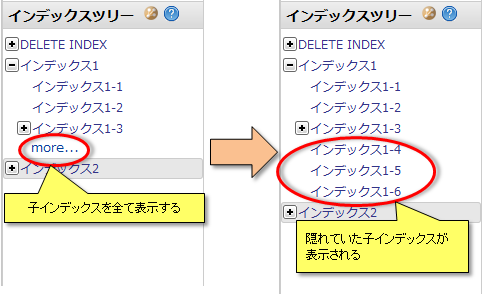 インデックスツリー
DELETE INDEX
インデックス1
インデックス1-1
インデックス1-2
インデックス1-3
more...
インデックス2
子インデックスを全て表示する
インデックスツリー
DELETE INDEX
インデックス1
インデックス1-1
インデックス1-2
インデックス1-3
インデックス1-4
インデックス1-5
インデックス1-6
インデックス2
隠れていた子インデックスが
表示される